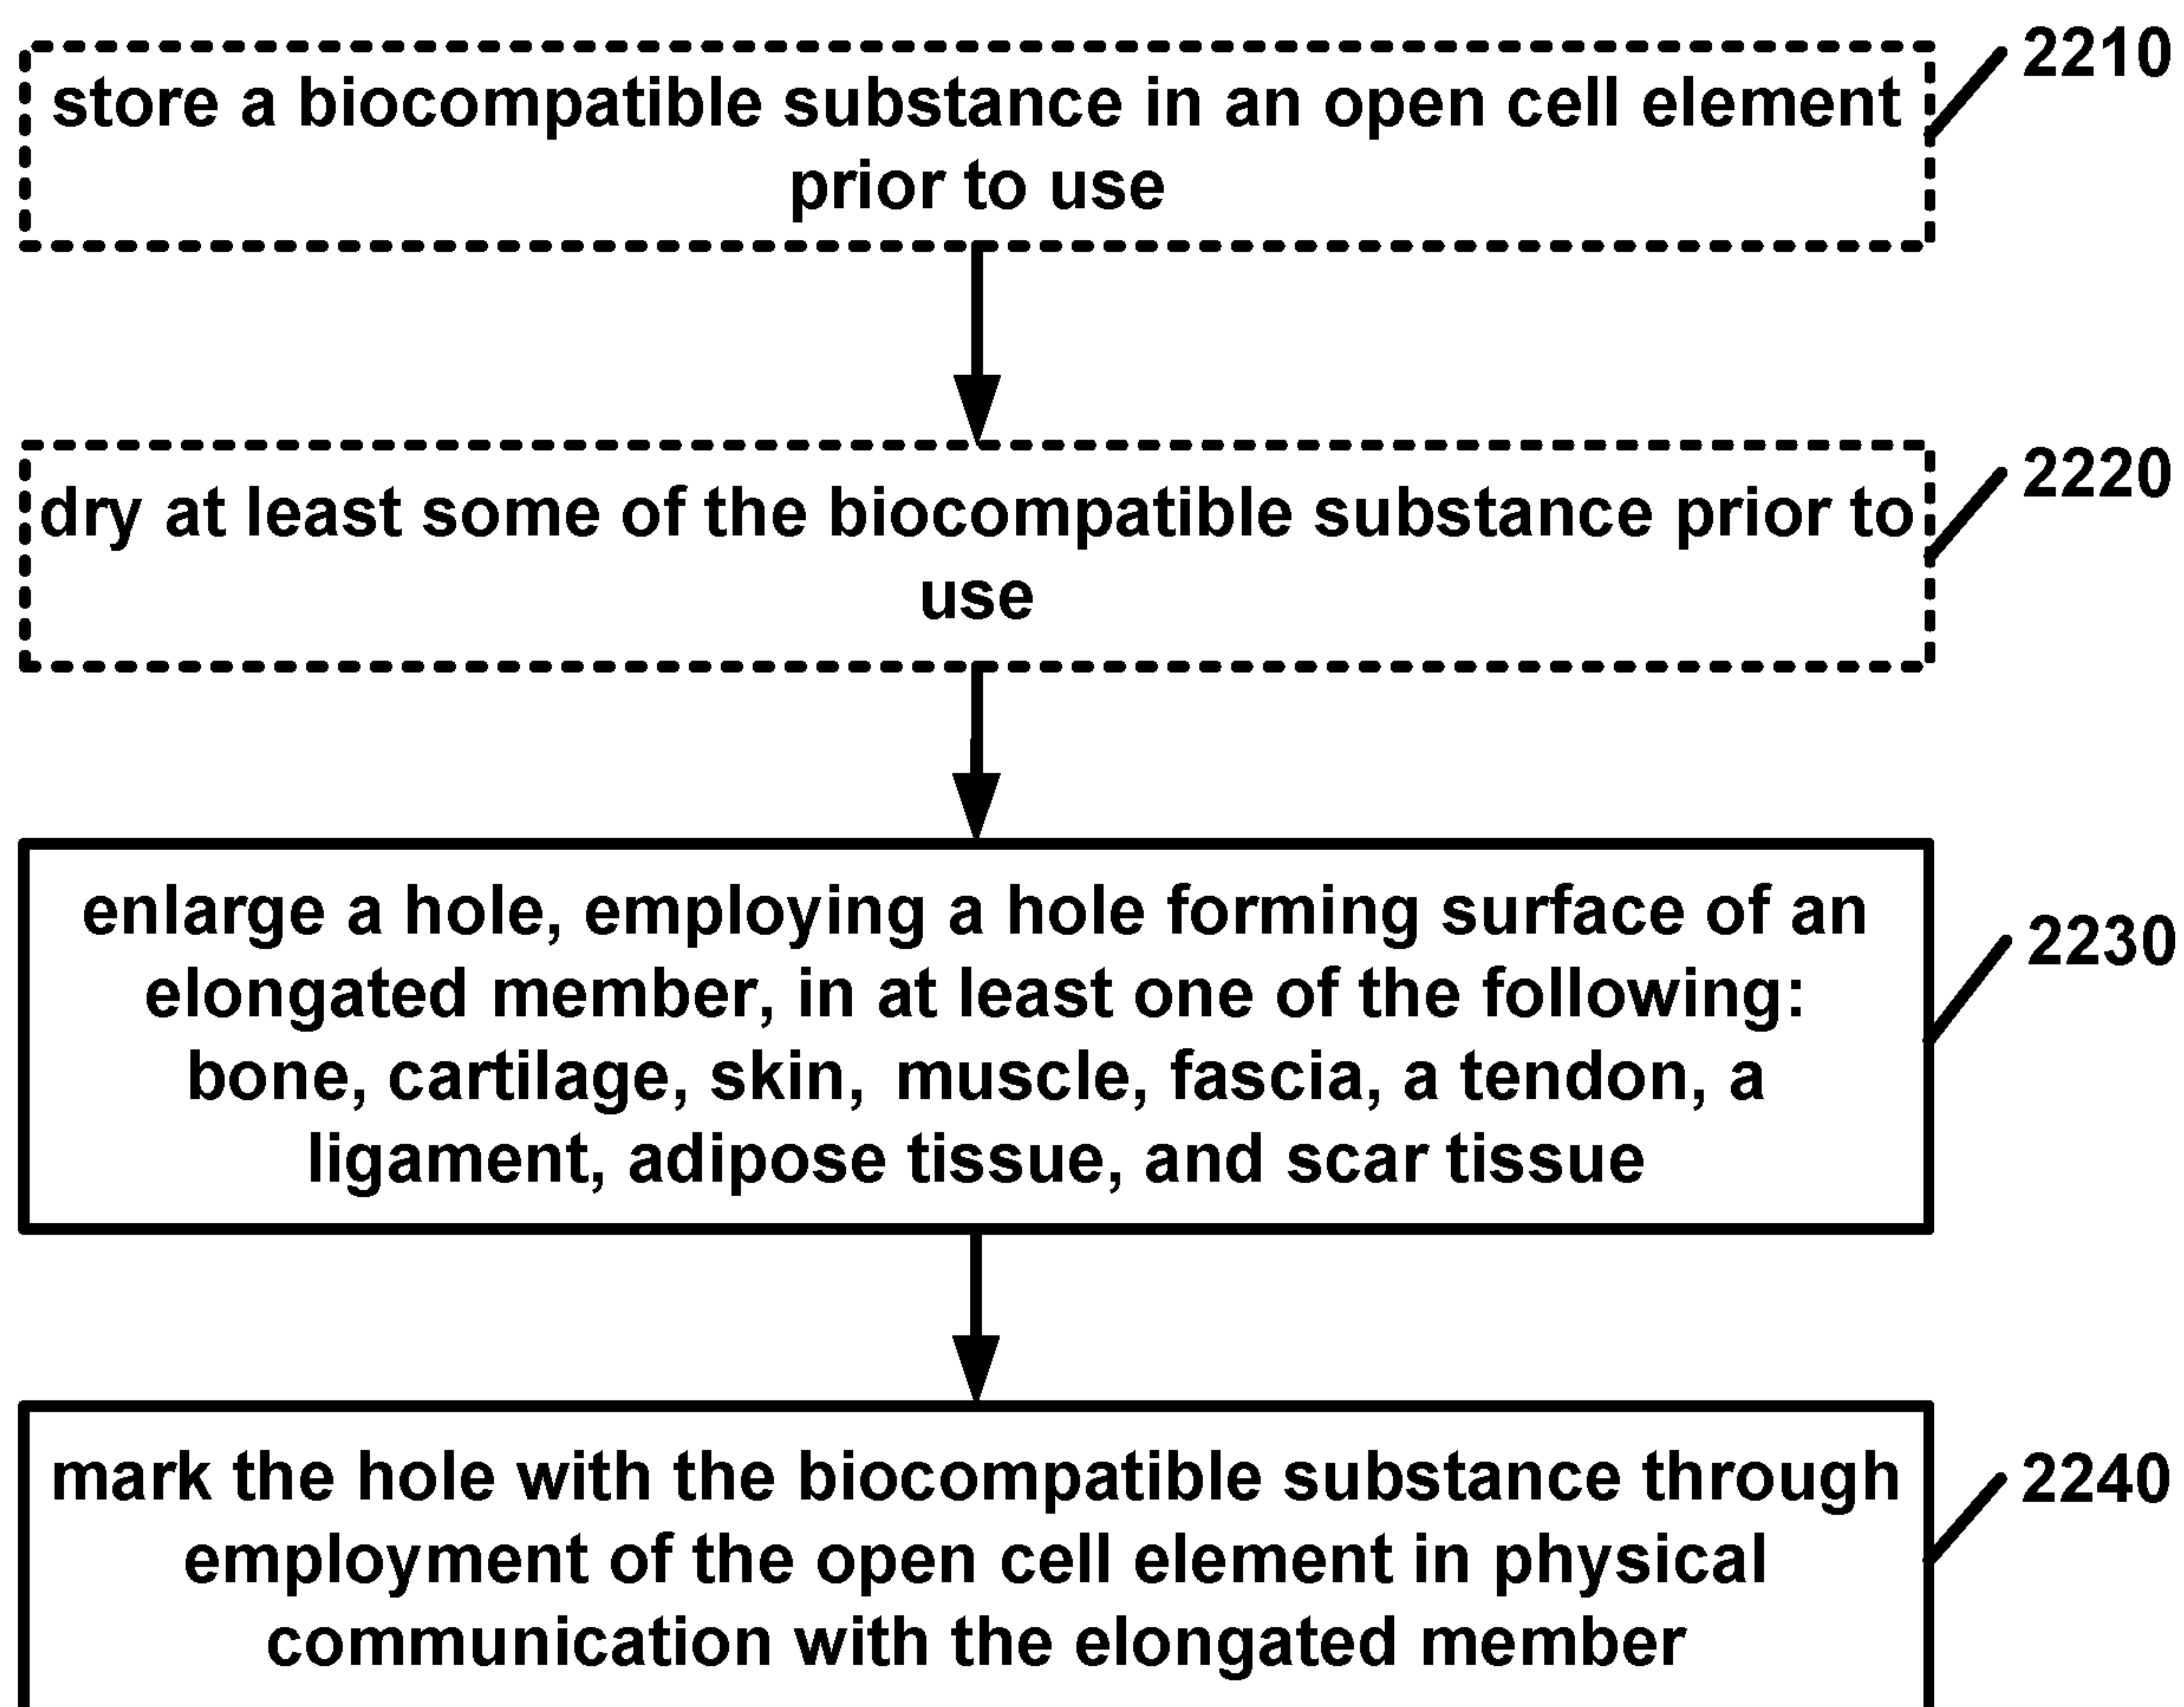 2210
store a biocompatible substance in an open cell element
prior to use
2220
dry at least some of the biocompatible substance prior to
use
enlarge a hole, employing a hole forming surface of an
2230
elongated member, in at least one of the following:
bone, cartilage, skin, muscle, fascia, a tendon, a
ligament, adipose tissue, and scar tissue
mark the hole with the biocompatible substance through
2240
employment of the open cell element in physical
communication with the elongated member